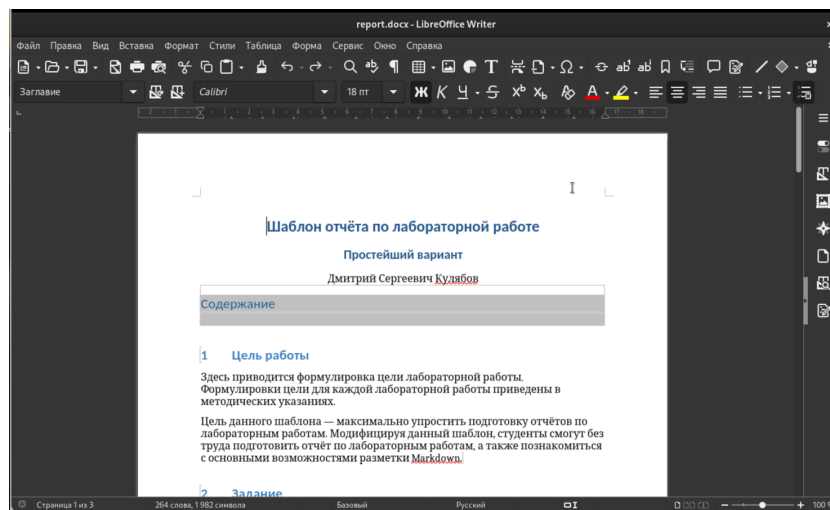 report.docx - LibreOffice Writer
Файл Правка Вид Вставка Формат Стили Таблица Форма Сервис Окно Справка
Заглавие Calibri 18 пт Ж К Ч S
Шаблон отчёта по лабораторной работе
Простейший вариант
Дмитрий Сергеевич Кулябов
Содержание
1 Цель работы
Здесь приводится формулировка цели лабораторной работы.
Формулировки цели для каждой лабораторной работы приведены в
методических указаниях.
Цель данного шаблона — максимально упростить подготовку отчётов по
лабораторным работам. Модифицируя данный шаблон, студенты смогут без
труда подготовить отчёт по лабораторным работам, а также познакомиться
с основными возможностями разметки Markdown.
2 Задание
Страница 1 из 3 264 слова, 1 982 символа Базовый Русский 100